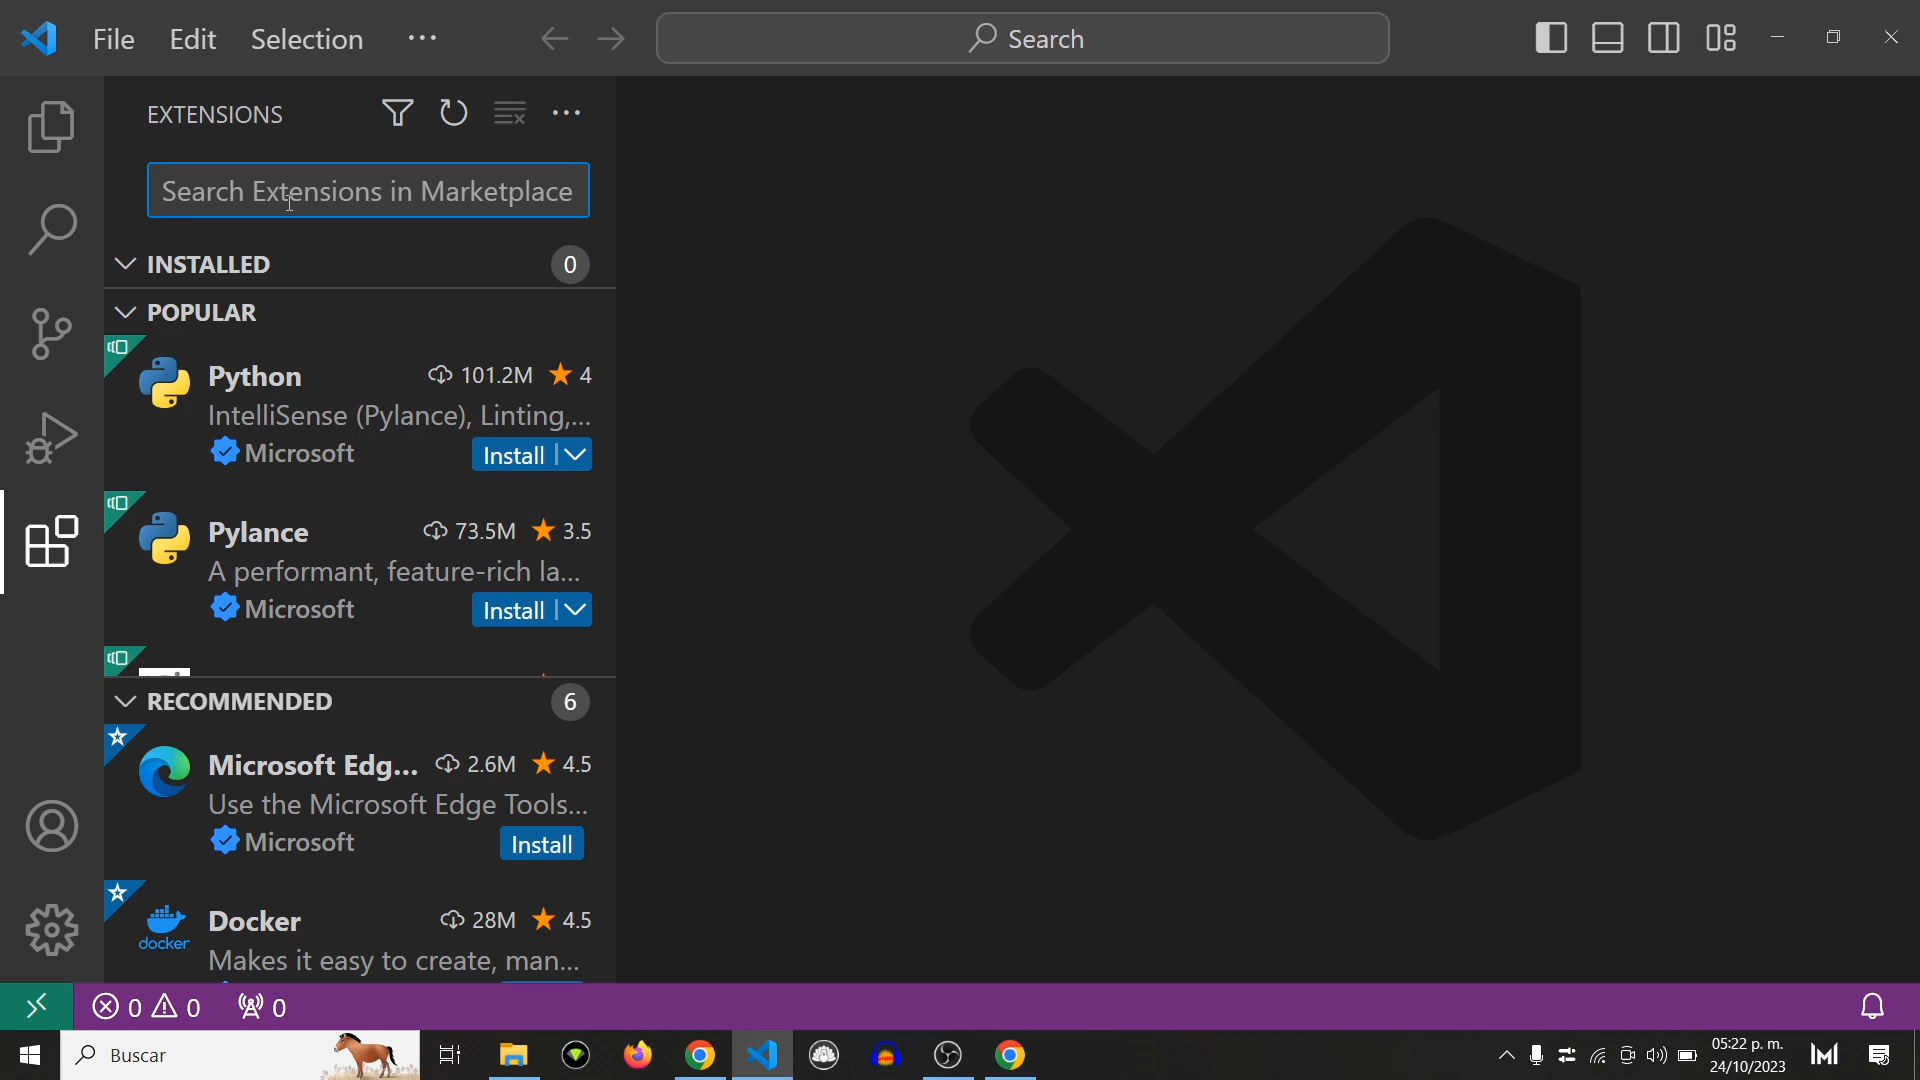 File Edit Selection ···
Search
EXTENSIONS
Search Extensions in Marketplace
INSTALLED 0
POPULAR
Python 101.2M 4
IntelliSense (Pylance), Linting,...
Microsoft Install
Pylance 73.5M 3.5
A performant, feature-rich la...
Microsoft Install
RECOMMENDED 6
Microsoft Edg... 2.6M 4.5
Use the Microsoft Edge Tools...
Microsoft Install
docker
Docker 28M 4.5
Makes it easy to create, man...
0 0 0
Buscar
05:22 p. m.
24/10/2023